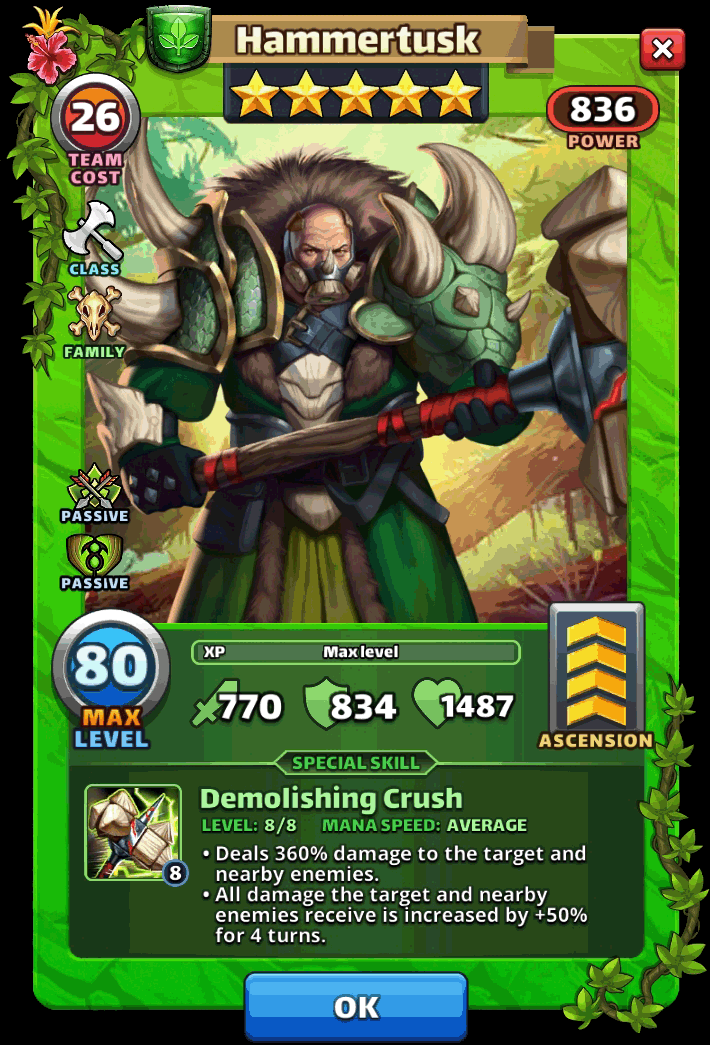 Hammertusk
26
TEAM
COST
836
POWER
CLASS
FAMILY
PASSIVE
PASSIVE
80
MAX
LEVEL
XP Max level
770 834 1487
ASCENSION
SPECIAL SKILL
Demolishing Crush
LEVEL: 8/8 MANA SPEED: AVERAGE
8
• Deals 360% damage to the target and
nearby enemies.
• All damage the target and nearby
enemies receive is increased by +50%
for 4 turns.
OK